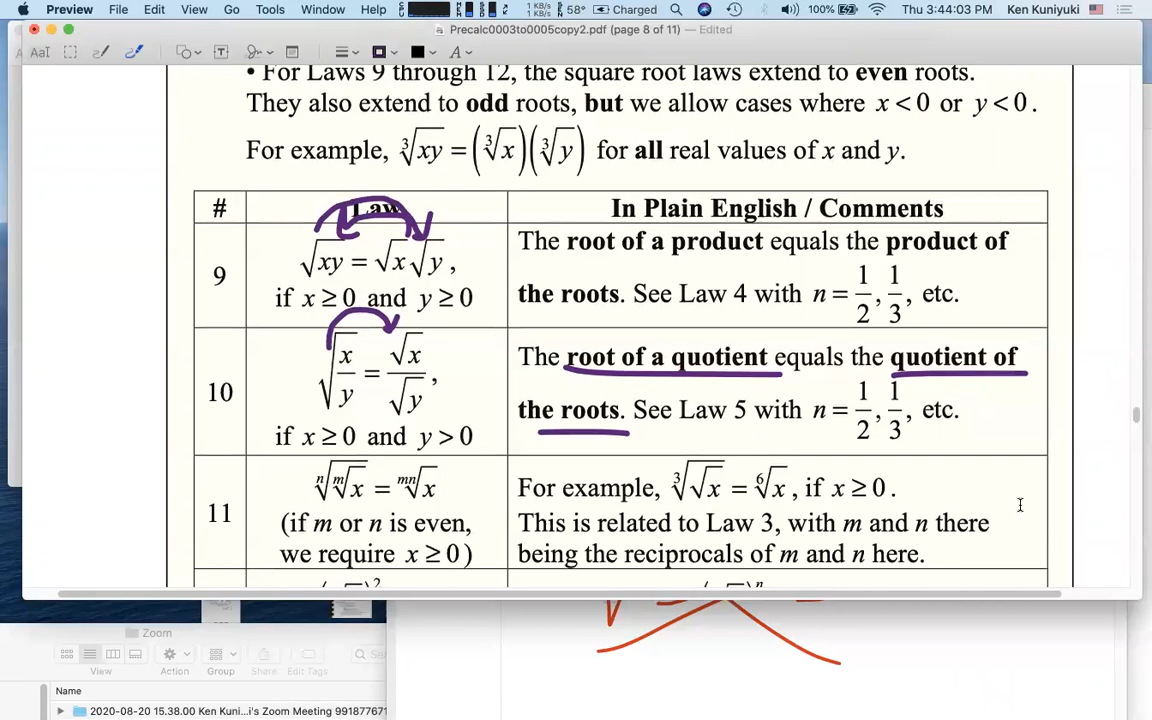 Preview File Edit View Go Tools Window Help 1 KB/s 1 KB/s 58° Charged 100% Thu 3:44:03 PM Ken Kuniyuki
Precalc0003to0005copy2.pdf (page 8 of 11) — Edited
• For Laws 9 through 12, the square root laws extend to even roots.
They also extend to odd roots, but we allow cases where x < 0 or y < 0.
For example, ∛(xy) = (∛x)(∛y) for all real values of x and y.
# Law In Plain English / Comments
9 √(xy) = √x√y, if x ≥ 0 and y ≥ 0
The root of a product equals the product of
the roots. See Law 4 with n = 1/2, 1/3, etc.
10 √(x/y) = √x/√y, if x ≥ 0 and y > 0
The root of a quotient equals the quotient of
the roots. See Law 5 with n = 1/2, 1/3, etc.
11 ⁿ√(ᵐ√x) = ᵐⁿ√x
(if m or n is even,
we require x ≥ 0)
For example, ∛(√x) = ⁶√x, if x ≥ 0.
This is related to Law 3, with m and n there
being the reciprocals of m and n here.
Zoom
View Action Group Share Edit Tags
Name
2020-08-20 15.38.00 Ken Kuni...i's Zoom Meeting 991877671